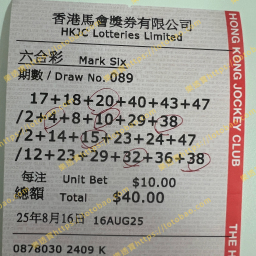 香港馬會獎券有限公司
HKJC Lotteries Limited
六合彩 Mark Six
期數 / Draw No. 089
17+18+20+40+43+47
/2+4+8+10+29+38
/2+14+15+23+24+47
/12+23+29+32+36+38
每注 Unit Bet $10.00
總額 Total $40.00
25年8月16日 16AUG25
0878030 2409 K
HONG KONG JOCKEY CLUB
THE H